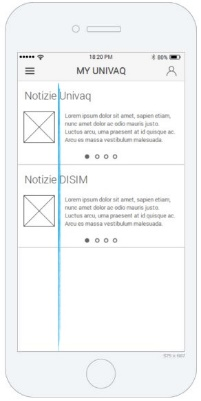 18:20 PM
88%
MY UNIVAQ
Notizie Univaq
Lorem ipsum dolor sit amet, sapien etiam,
nunc amet dolor ac odio mauris justo.
Luctus arcu, urna praesent at id quisque ac.
Arcu es massa vestibulum malesuada.
Notizie DISIM
Lorem ipsum dolor sit amet, sapien etiam,
nunc amet dolor ac odio mauris justo.
Luctus arcu, urna praesent at id quisque ac.
Arcu es massa vestibulum malesuada.
375 x 667